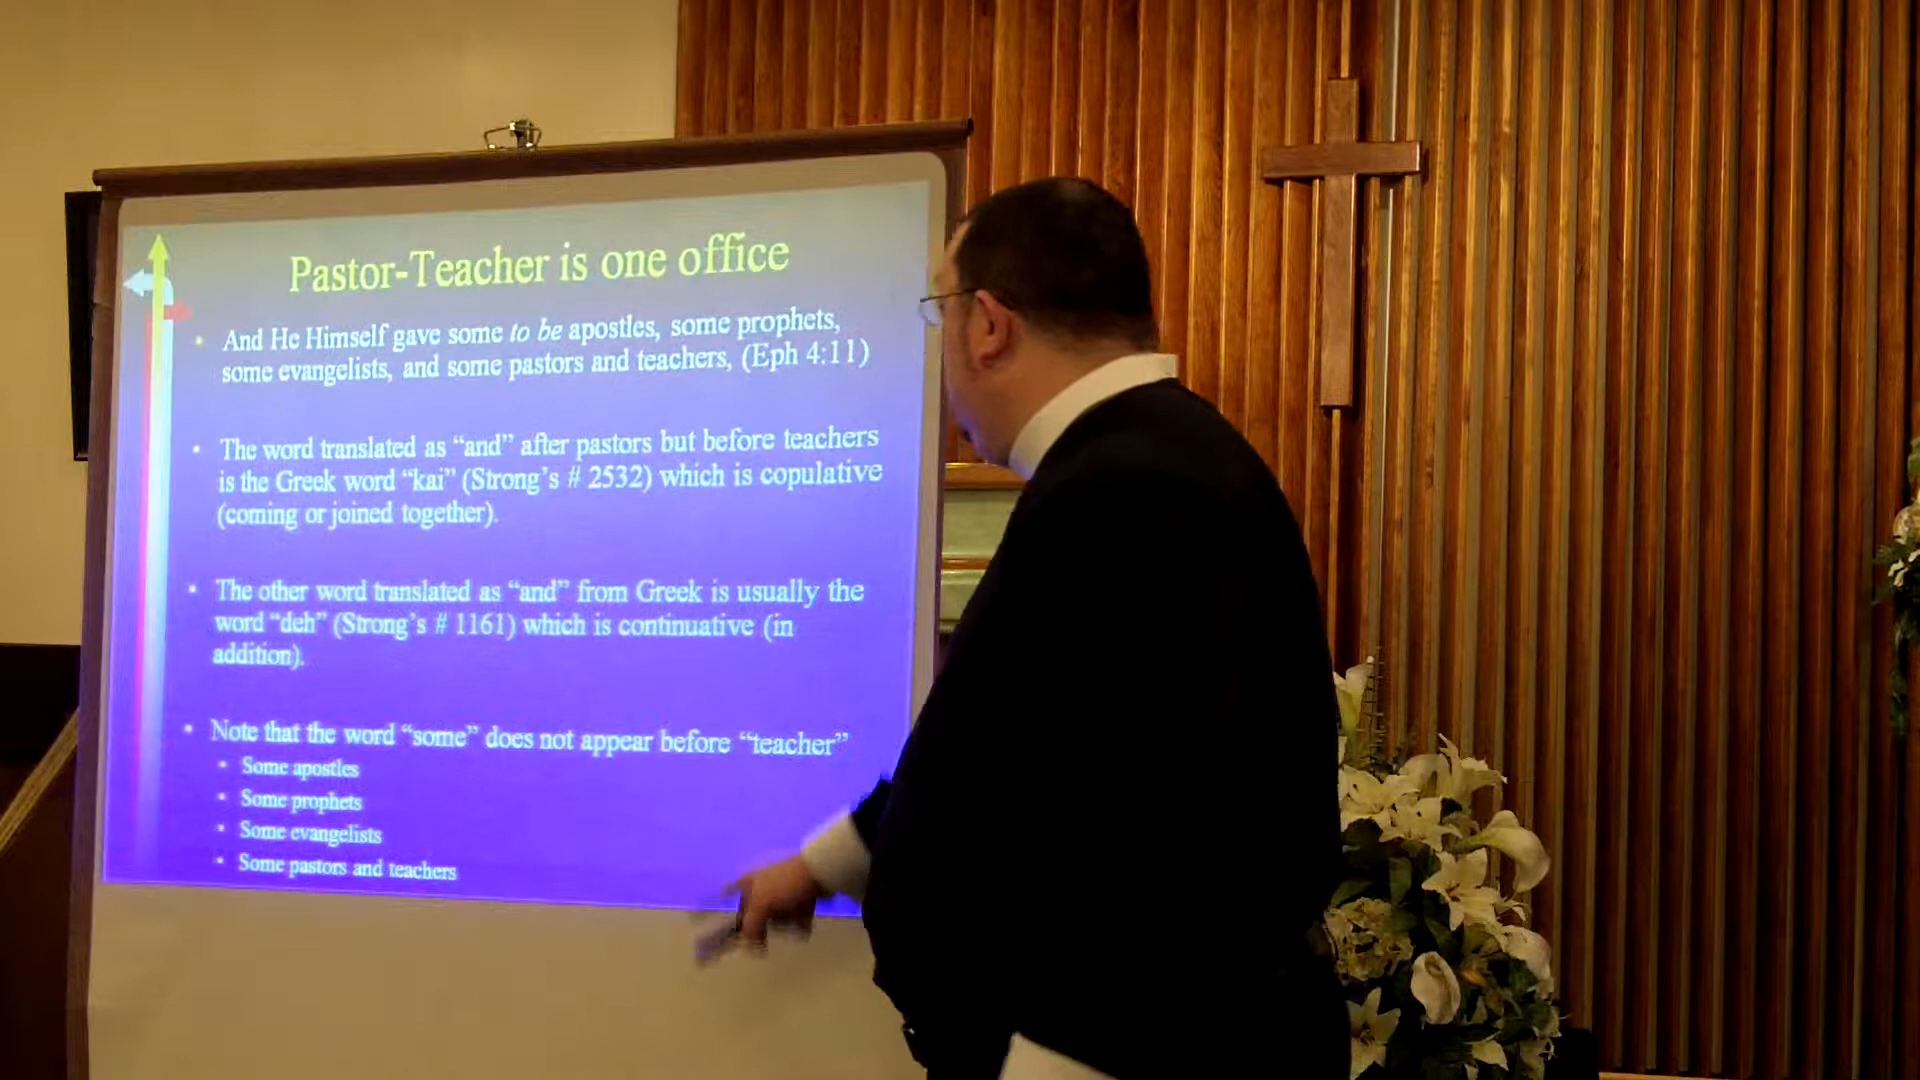 Pastor-Teacher is one office
• And He Himself gave some to be apostles, some prophets,
some evangelists, and some pastors and teachers, (Eph 4:11)
• The word translated as “and” after pastors but before teachers
is the Greek word “kai” (Strong’s # 2532) which is copulative
(coming or joined together).
• The other word translated as “and” from Greek is usually the
word “deh” (Strong’s # 1161) which is continuative (in
addition).
• Note that the word “some” does not appear before “teacher”
• Some apostles
• Some prophets
• Some evangelists
• Some pastors and teachers